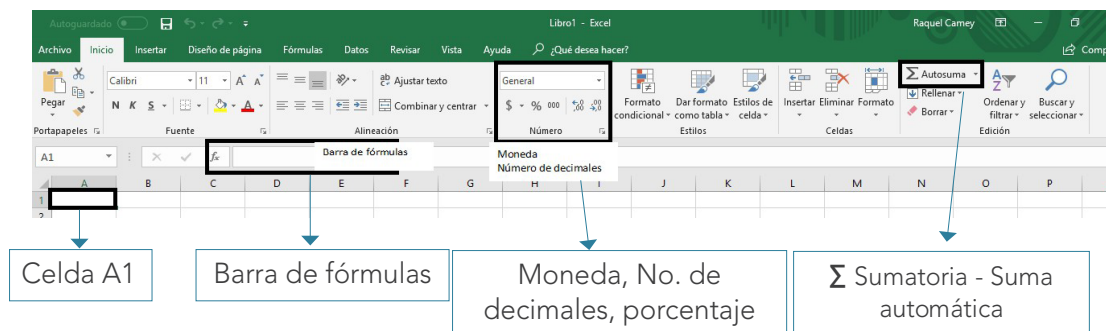 Autoguardado
Libro1 - Excel
Raquel Camey
Archivo Inicio Insertar Diseño de página Fórmulas Datos Revisar Vista Ayuda ¿Qué desea hacer?
Comp
Pegar
Calibri 11 A A
N K S A
ab Ajustar texto
Combinar y centrar
General
$ % 000 ,00 ,00
Formato condicional
Dar formato como tabla
Estilos de celda
Insertar Eliminar Formato
Σ Autosuma
Rellenar
Borrar
Ordenar y filtrar
Buscar y seleccionar
Portapapeles Fuente Alineación Número Estilos Celdas Edición
A1 fx Barra de fórmulas
Moneda
Número de decimales
A B C D E F G H I J K L M N O P
1
2
Celda A1
Barra de fórmulas
Moneda, No. de
decimales, porcentaje
Σ Sumatoria - Suma
automática